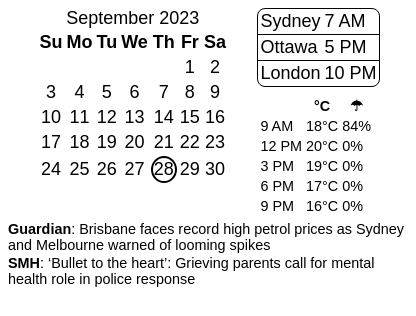 September 2023
Su Mo Tu We Th Fr Sa
1 2
3 4 5 6 7 8 9
10 11 12 13 14 15 16
17 18 19 20 21 22 23
24 25 26 27 28 29 30
Sydney 7 AM
Ottawa 5 PM
London 10 PM
°C ☂
9 AM 18°C 84%
12 PM 20°C 0%
3 PM 19°C 0%
6 PM 17°C 0%
9 PM 16°C 0%
Guardian: Brisbane faces record high petrol prices as Sydney
and Melbourne warned of looming spikes
SMH: ‘Bullet to the heart’: Grieving parents call for mental
health role in police response